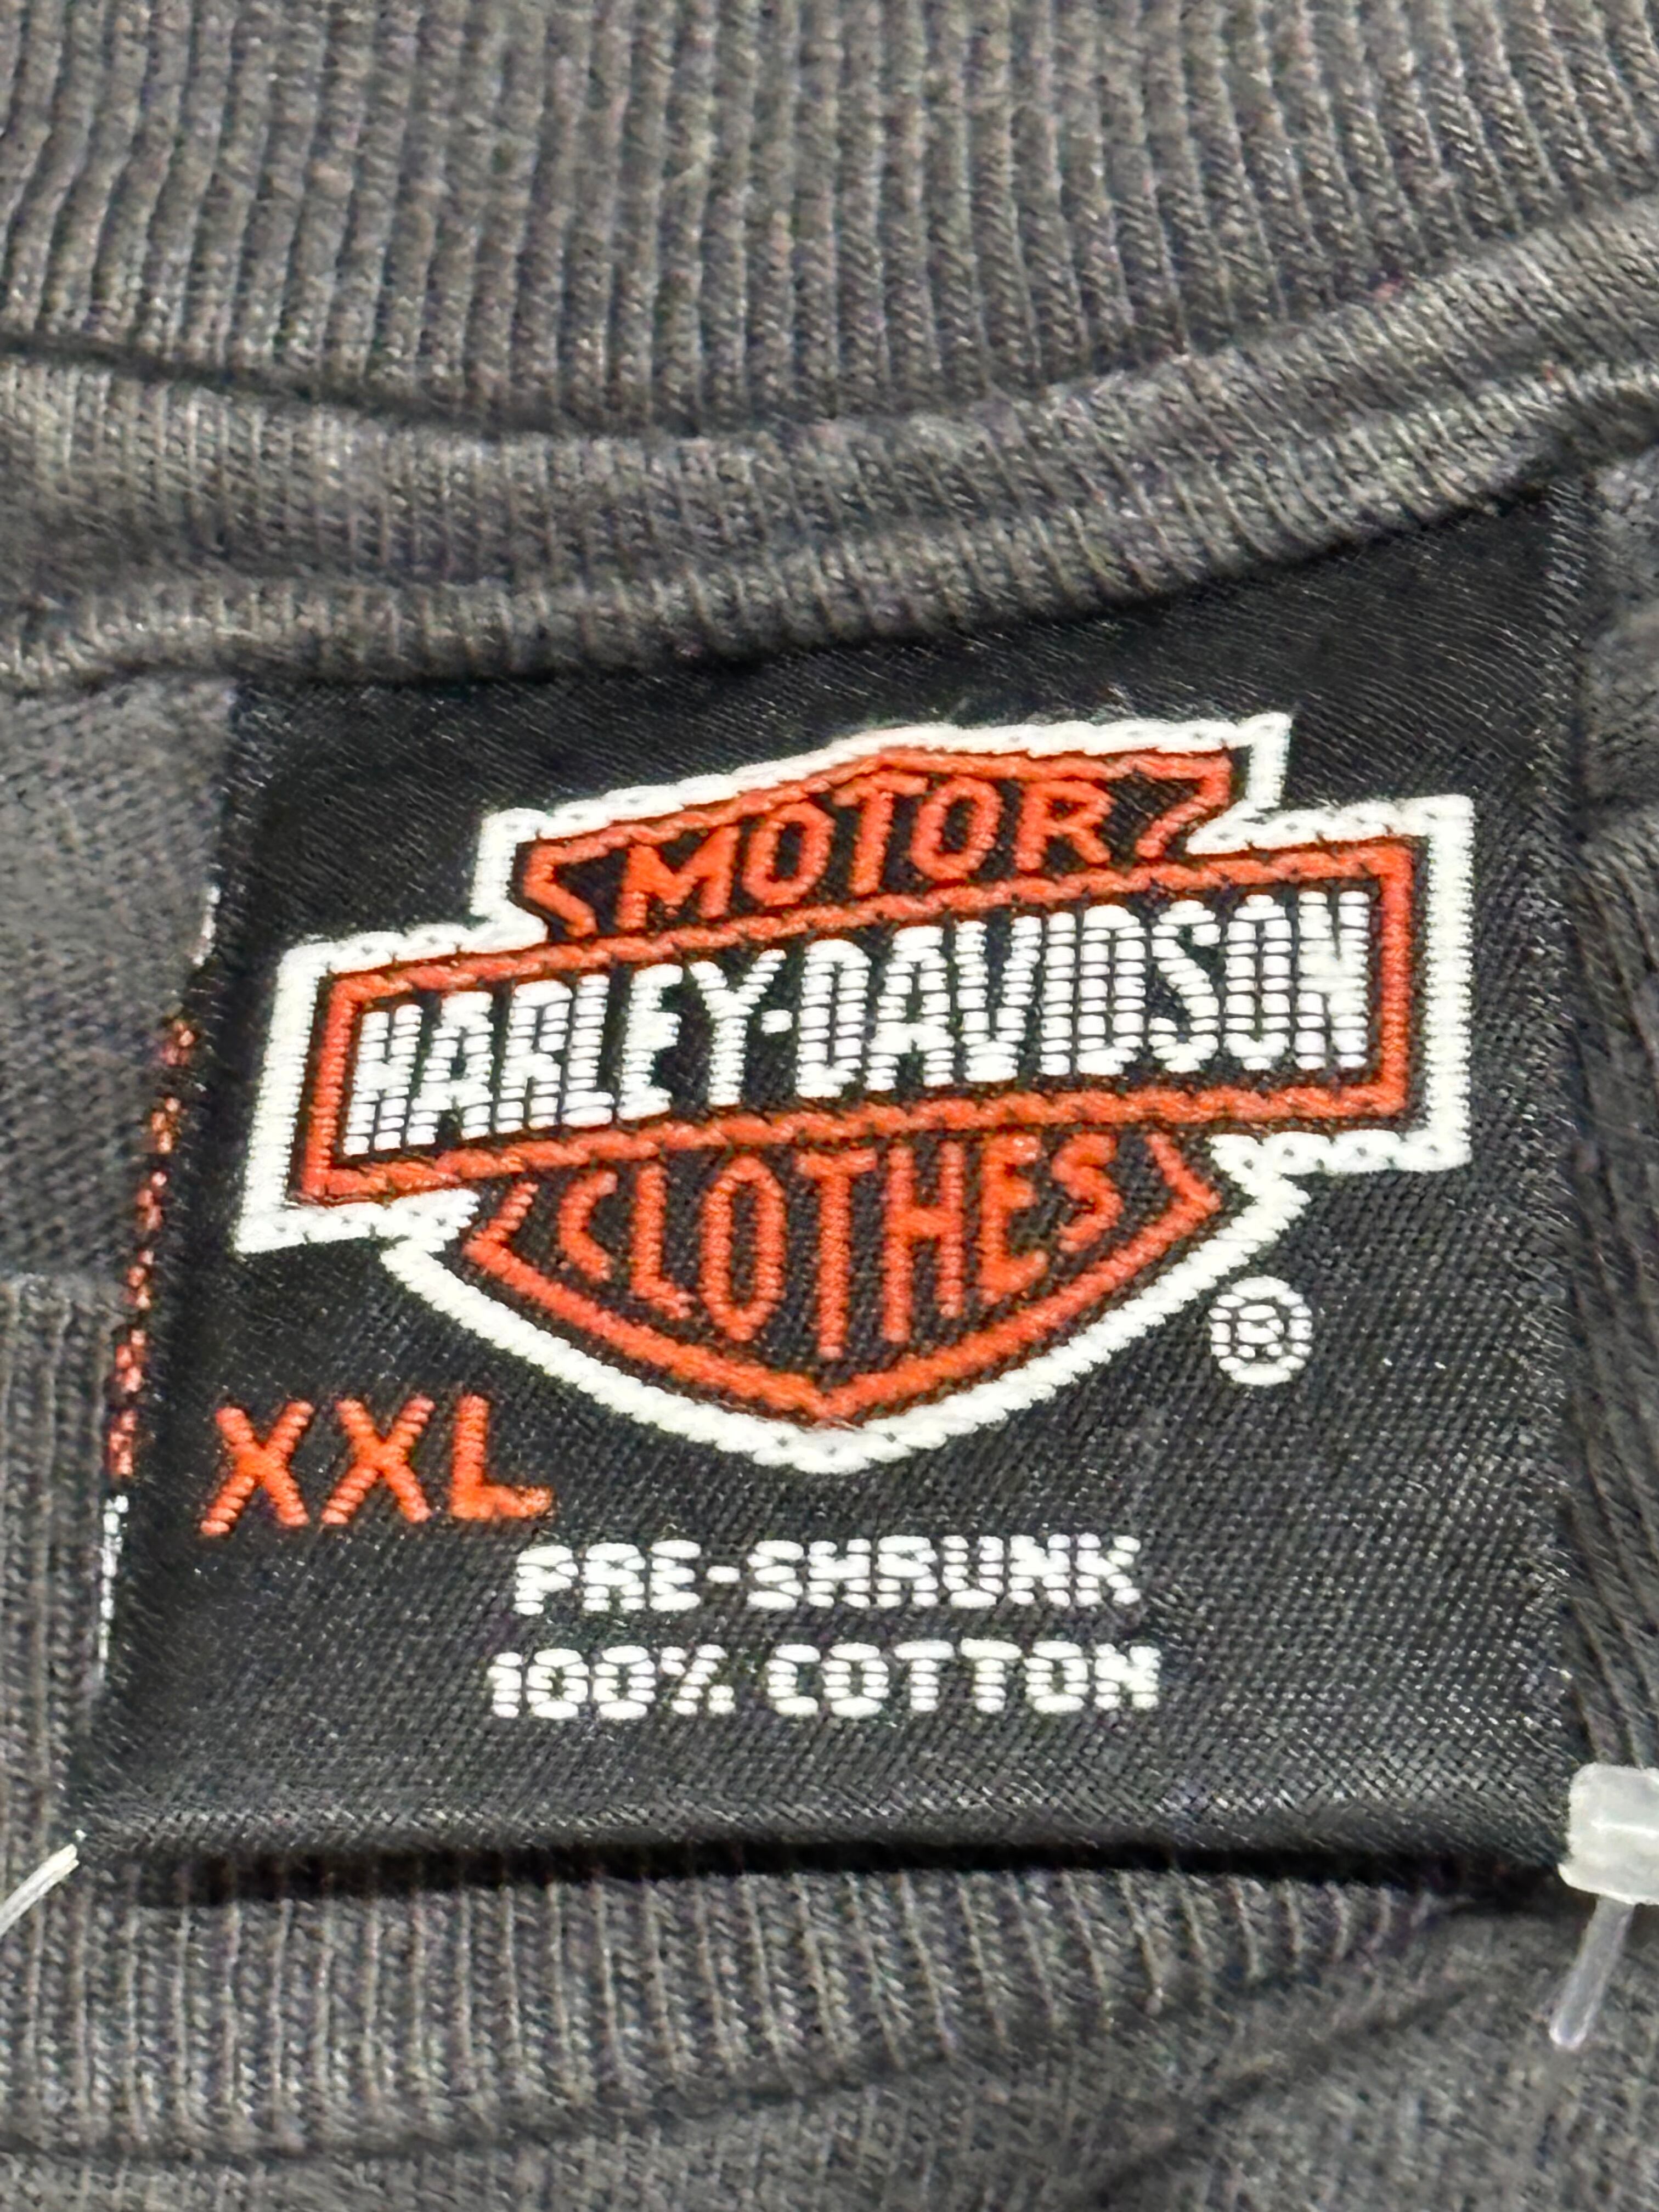 MOTOR
HARLEY-DAVIDSON
CLOTHES
®
XXL
PRE-SHRUNK
100% COTTON